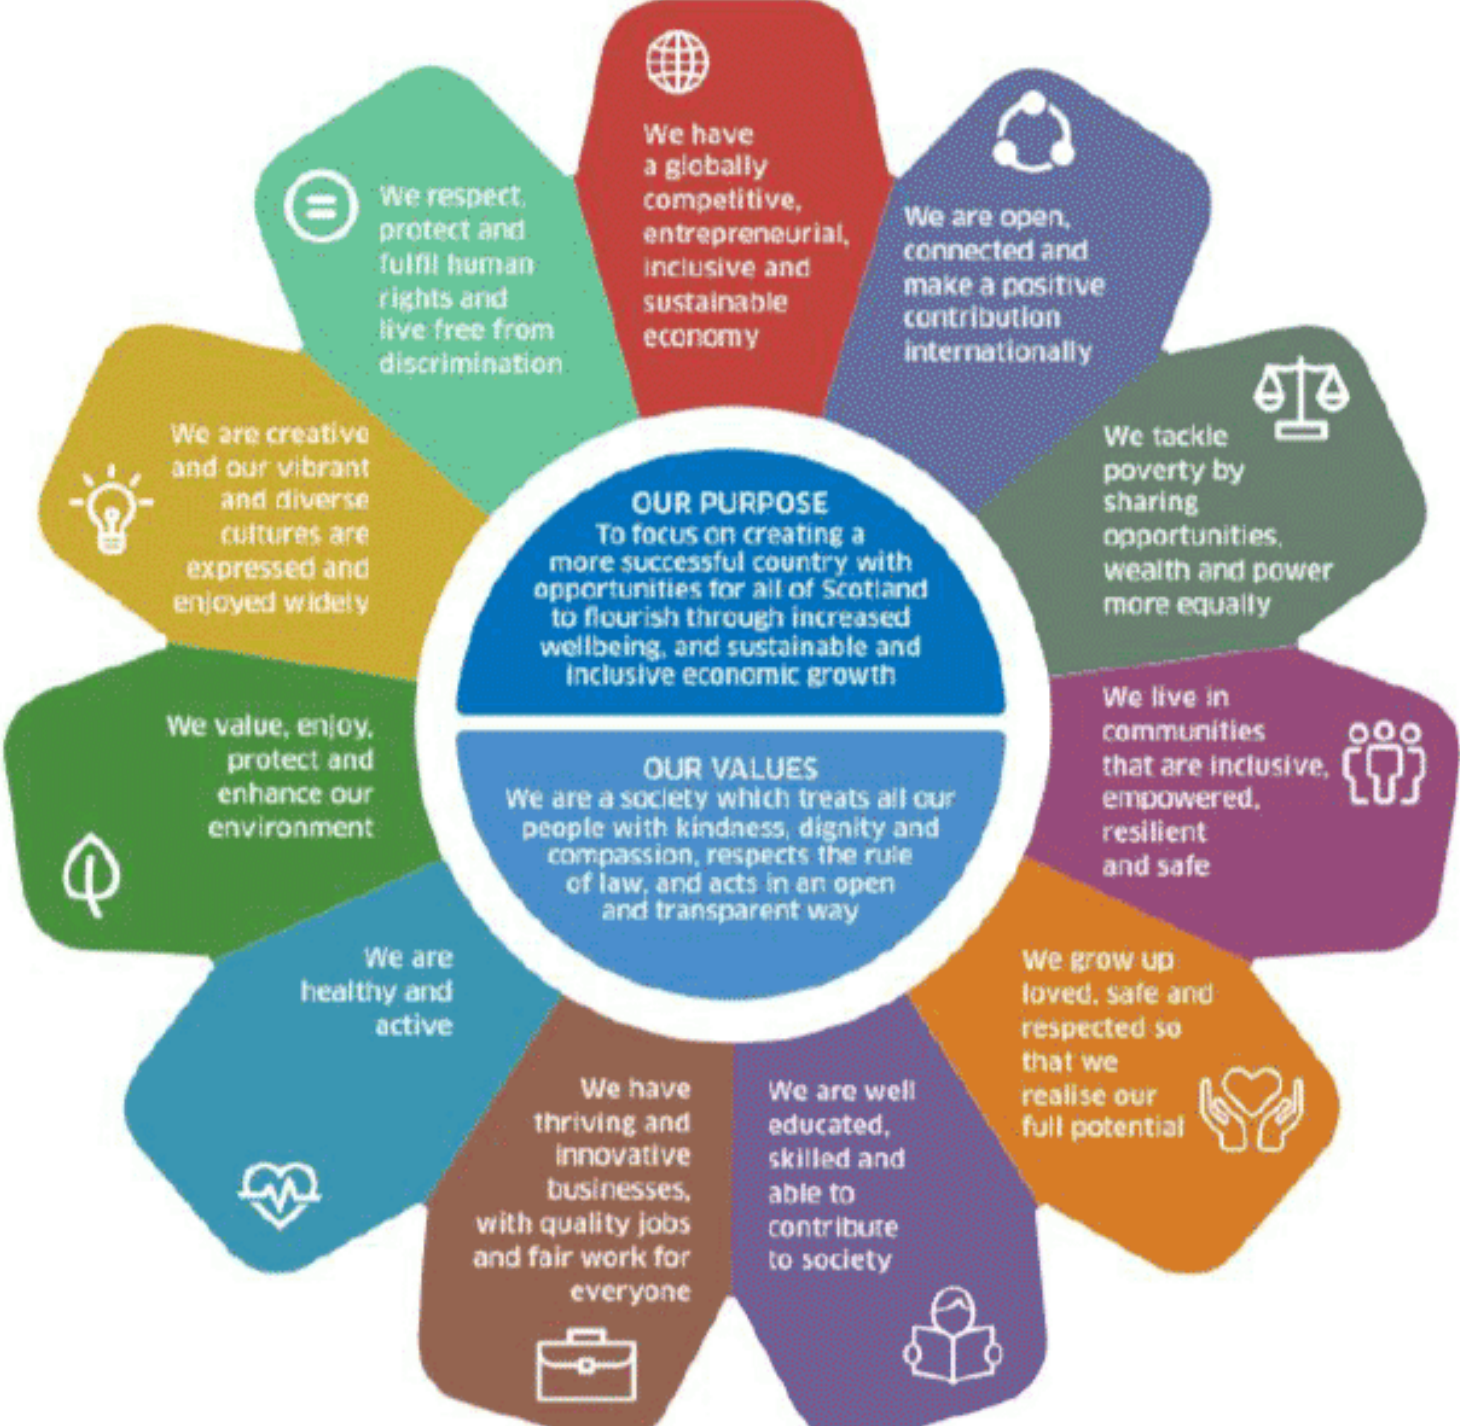 We have
a globally
competitive,
entrepreneurial,
inclusive and
sustainable
economy
We are open,
connected and
make a positive
contribution
internationally
We tackle
poverty by
sharing
opportunities,
wealth and power
more equally
We live in
communities
that are inclusive,
empowered,
resilient
and safe
We grow up
loved, safe and
respected so
that we
realise our
full potential
We are well
educated,
skilled and
able to
contribute
to society
We have
thriving and
innovative
businesses,
with quality jobs
and fair work for
everyone
We are
healthy and
active
We value, enjoy,
protect and
enhance our
environment
We are creative
and our vibrant
and diverse
cultures are
expressed and
enjoyed widely
We respect,
protect and
fulfil human
rights and
live free from
discrimination
OUR PURPOSE
To focus on creating a
more successful country with
opportunities for all of Scotland
to flourish through increased
wellbeing, and sustainable and
inclusive economic growth
OUR VALUES
We are a society which treats all our
people with kindness, dignity and
compassion, respects the rule
of law, and acts in an open
and transparent way